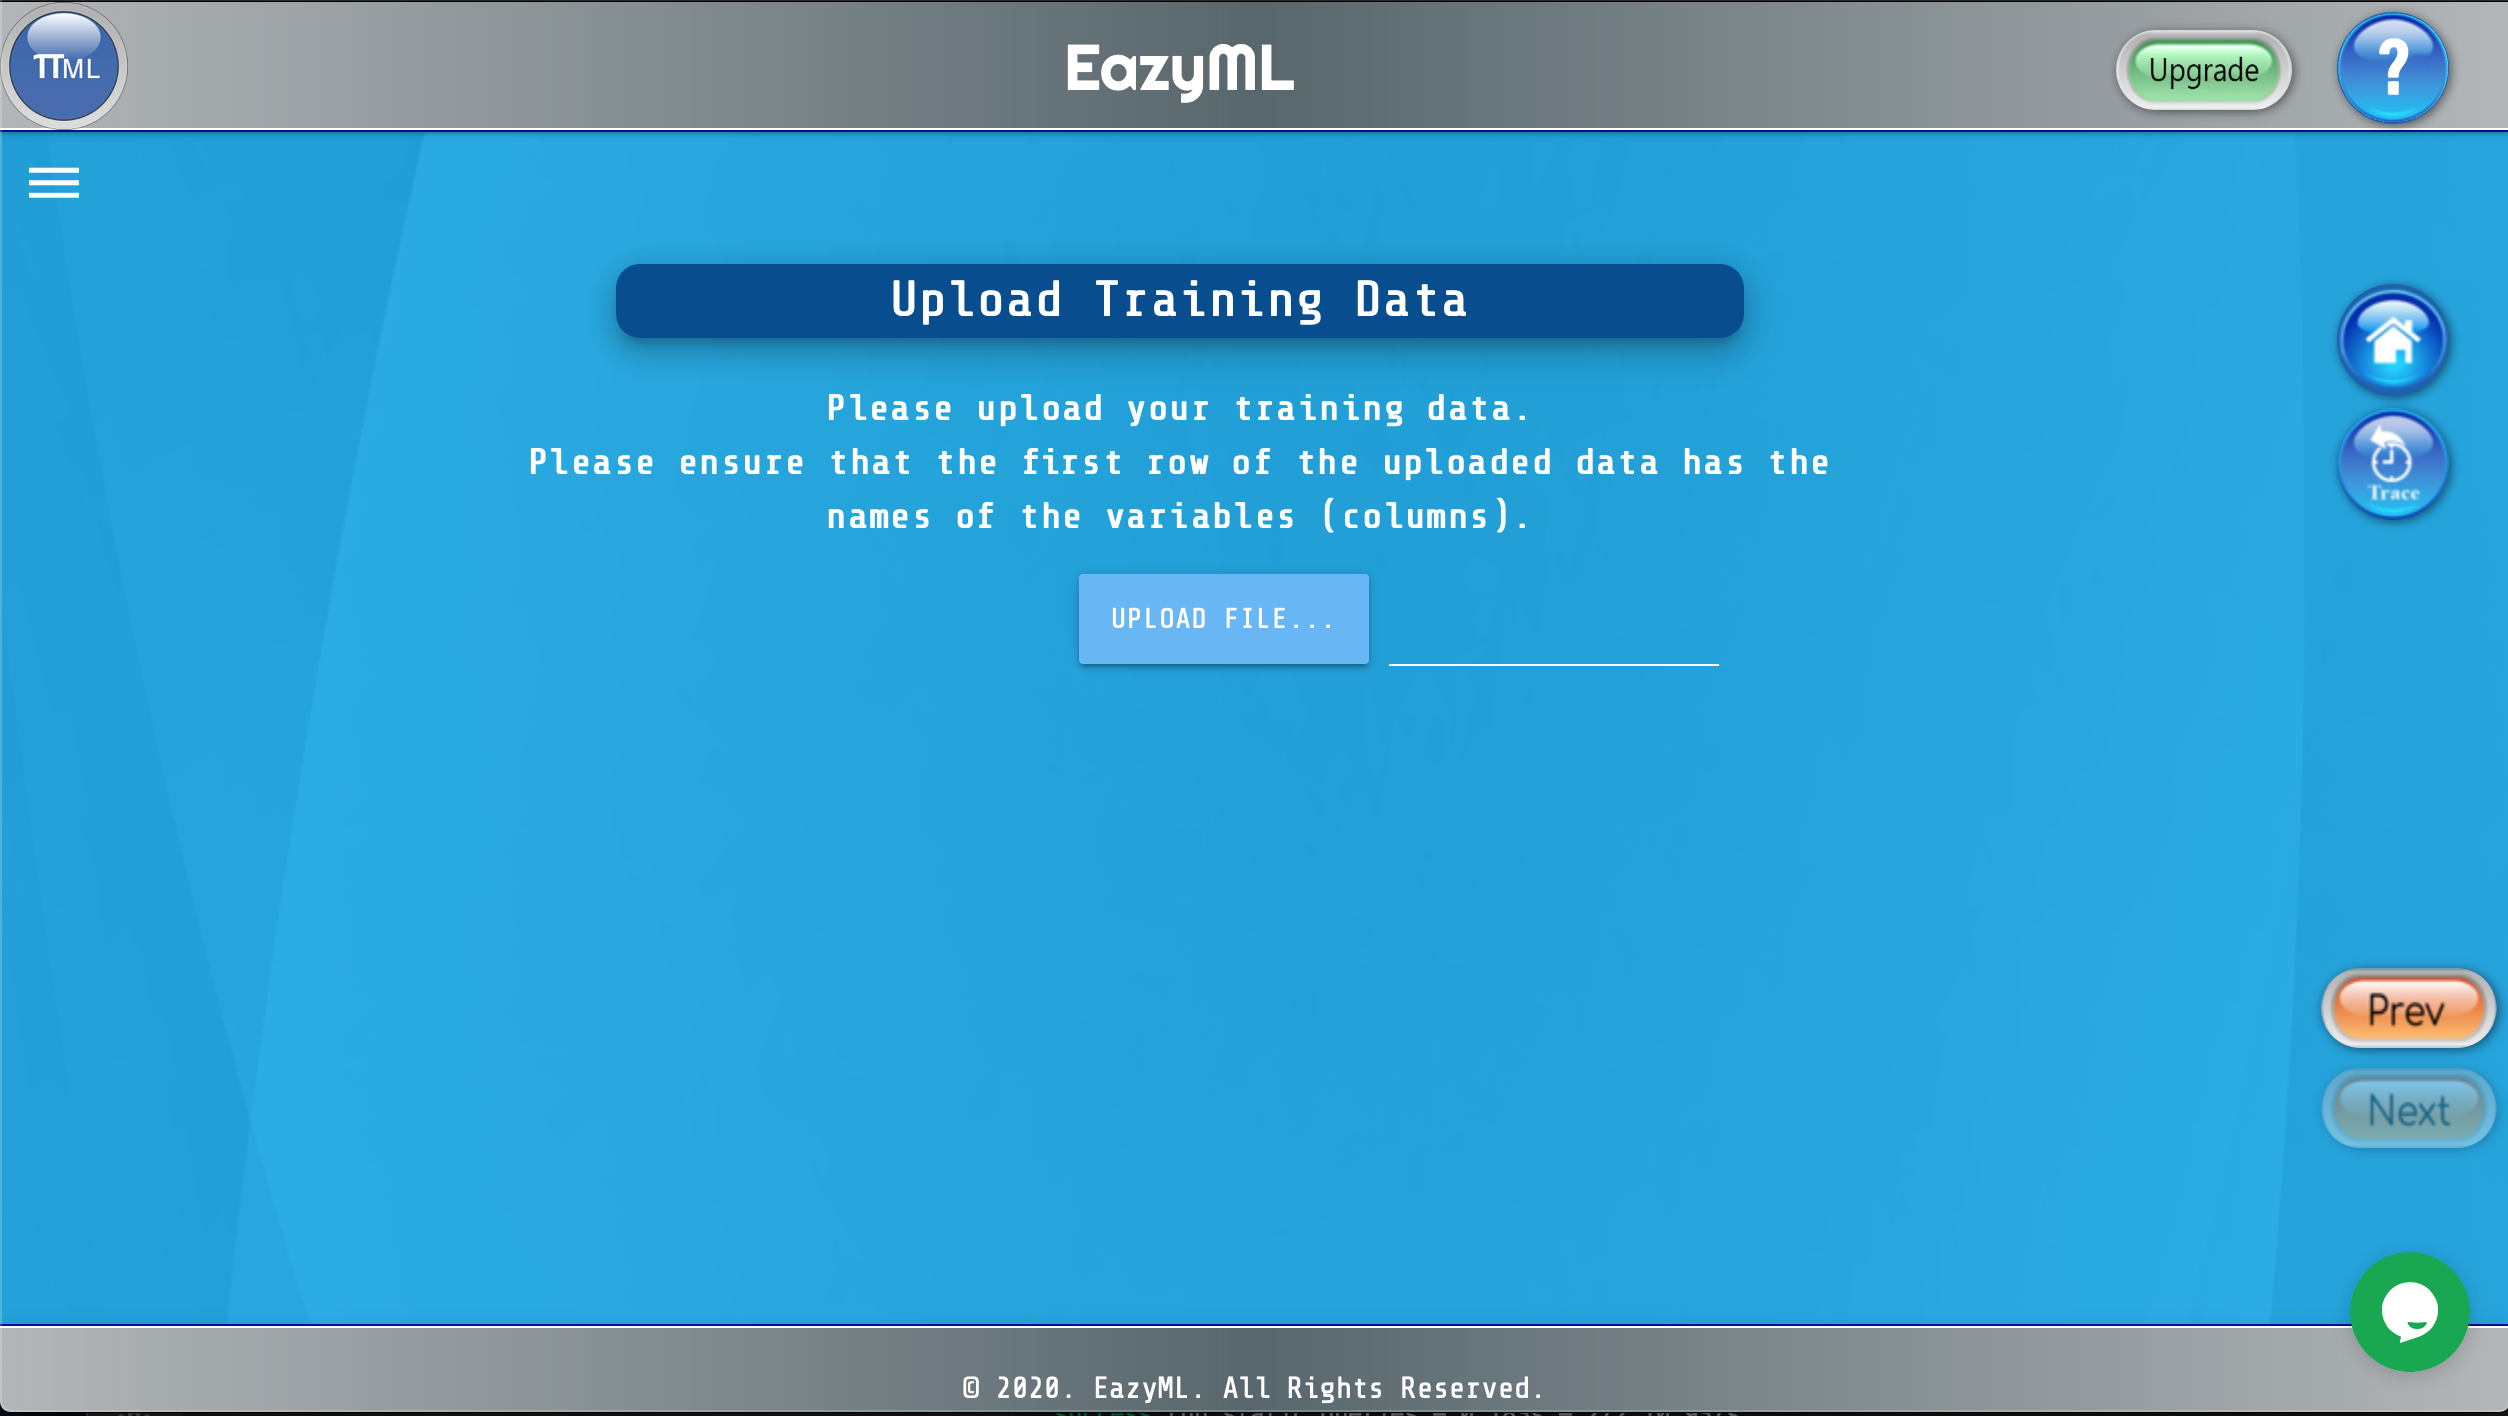 TTML
EazyML
Upgrade
?
Upload Training Data
Please upload your training data.
Please ensure that the first row of the uploaded data has the
names of the variables (columns).
Trace
UPLOAD FILE...
Prev
Next
© 2020. EazyML. All Rights Reserved.